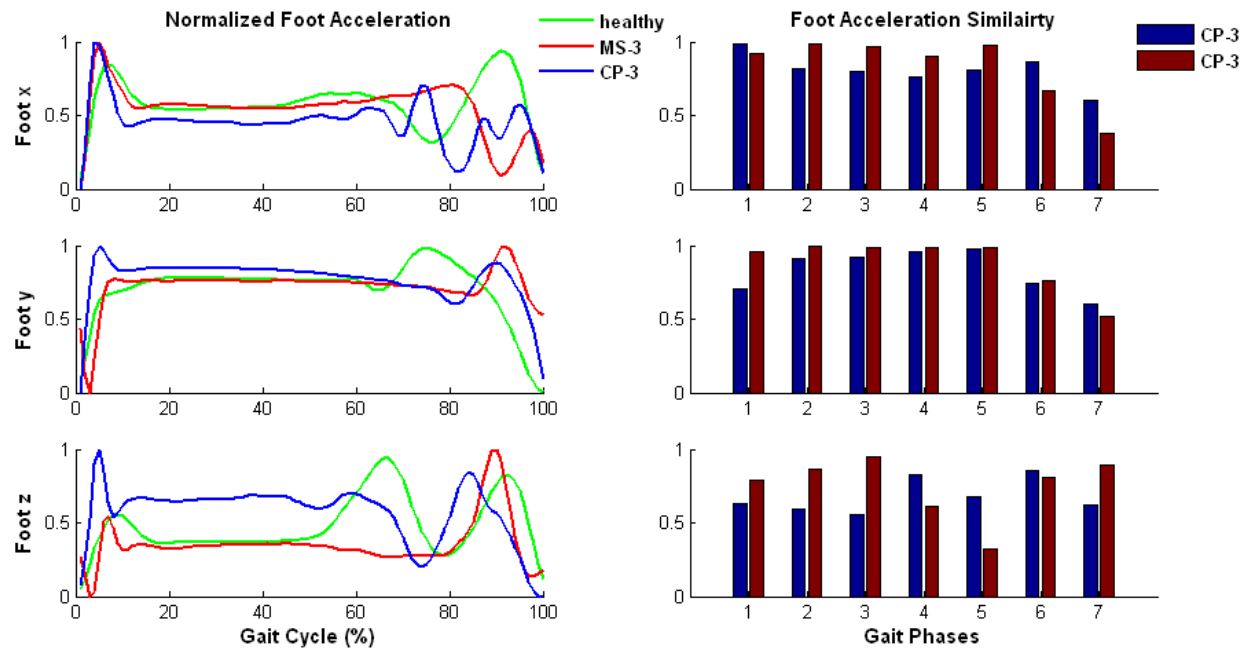 Normalized Foot Acceleration
healthy
MS-3
CP-3
Foot x
1
0.5
0
0 20 40 60 80 100
Foot y
1
0.5
0
0 20 40 60 80 100
Foot z
1
0.5
0
0 20 40 60 80 100
Gait Cycle (%)
Foot Acceleration Similairty
CP-3
CP-3
1
0.5
0
1 2 3 4 5 6 7
1
0.5
0
1 2 3 4 5 6 7
1
0.5
0
1 2 3 4 5 6 7
Gait Phases